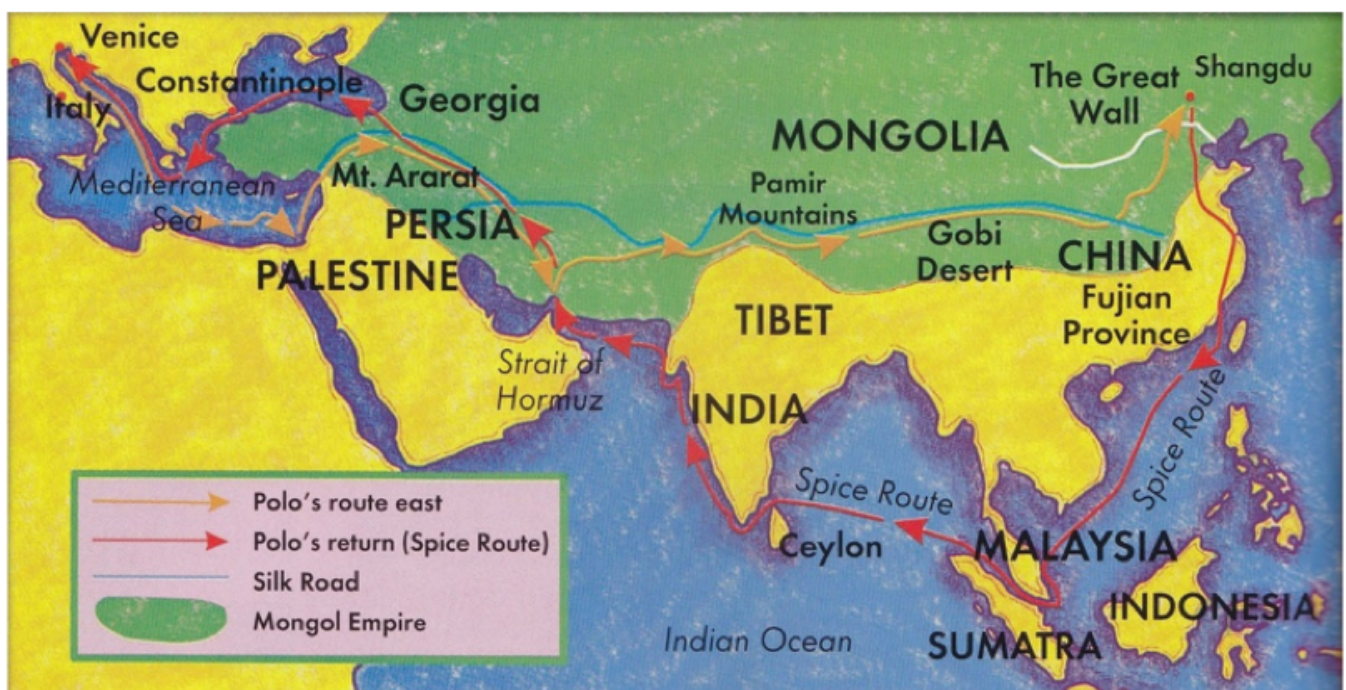 Venice
Constantinople
Italy
Georgia
The Great
Wall
Shangdu
MONGOLIA
Mediterranean
Sea
Mt. Ararat
Pamir
Mountains
PERSIA
Gobi
Desert
CHINA
PALESTINE
Fujian
Province
TIBET
Strait of
Hormuz
INDIA
Spice Route
Spice Route
Ceylon
MALAYSIA
INDONESIA
SUMATRA
Indian Ocean
Polo's route east
Polo's return (Spice Route)
Silk Road
Mongol Empire